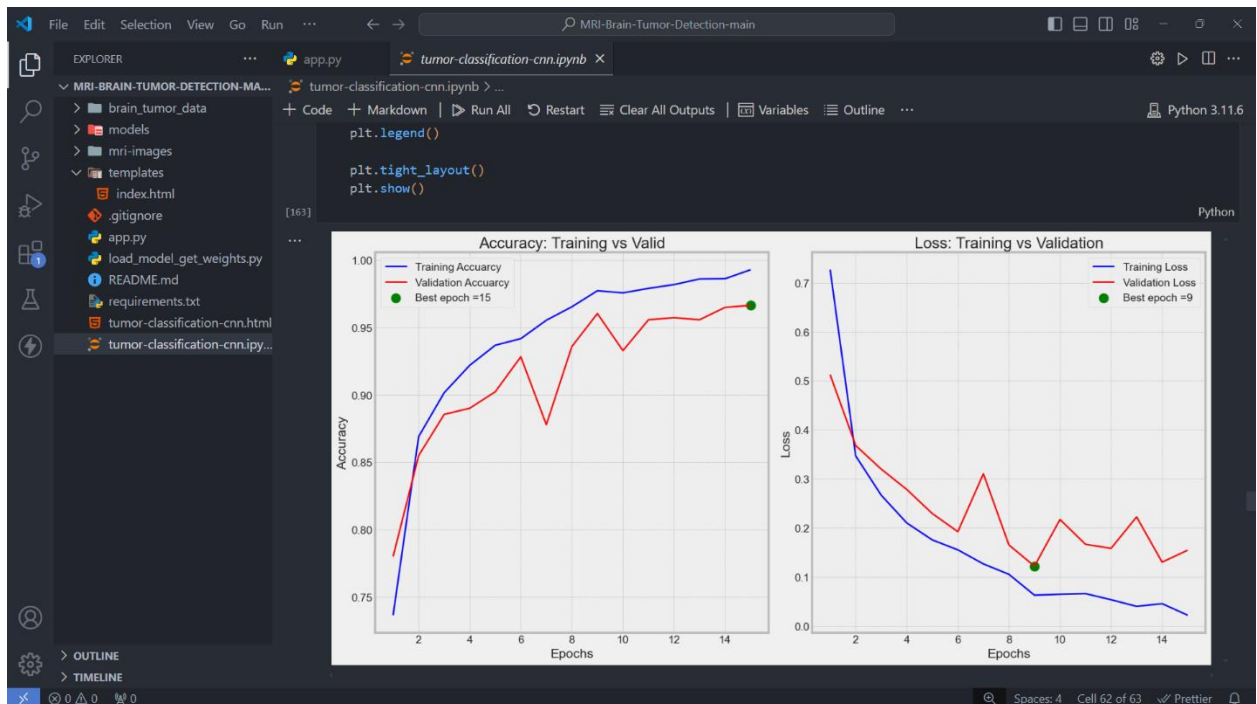 File Edit Selection View Go Run ... MRI-Brain-Tumor-Detection-main
EXPLORER ...
MRI-BRAIN-TUMOR-DETECTION-MA...
brain_tumor_data
models
mri-images
templates
index.html
.gitignore
app.py
load_model_get_weights.py
README.md
requirements.txt
tumor-classification-cnn.html
tumor-classification-cnn.ipy...
OUTLINE
TIMELINE
1
app.py tumor-classification-cnn.ipynb
tumor-classification-cnn.ipynb > ...
+ Code + Markdown | Run All Restart Clear All Outputs | Variables Outline ... Python 3.11.6
plt.legend()
plt.tight_layout()
plt.show()
[163] Python
...
Accuracy: Training vs Valid
Training Accuarcy
Validation Accuarcy
Best epoch =15
1.00
0.95
0.90
0.85
0.80
0.75
Accuracy
2 4 6 8 10 12 14
Epochs
Loss: Training vs Validation
Training Loss
Validation Loss
Best epoch =9
0.7
0.6
0.5
0.4
0.3
0.2
0.1
0.0
Loss
2 4 6 8 10 12 14
Epochs
0 0 0 Spaces: 4 Cell 62 of 63 Prettier